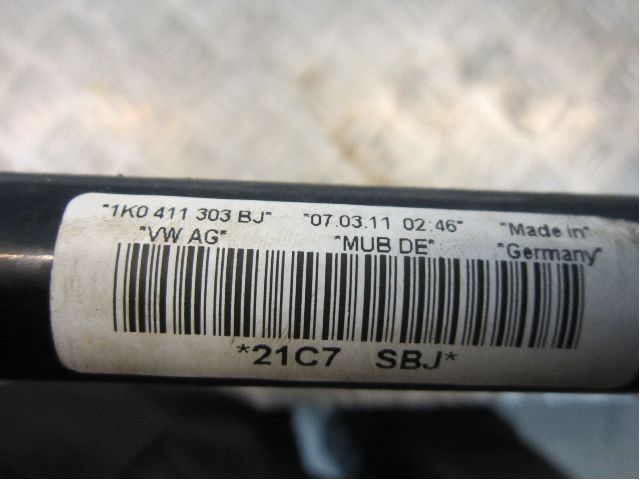 "1K0 411 303 BJ" "07.03.11 02:46" "Made in"
"VW AG" "MUB DE" "Germany"
*21C7 SBJ*